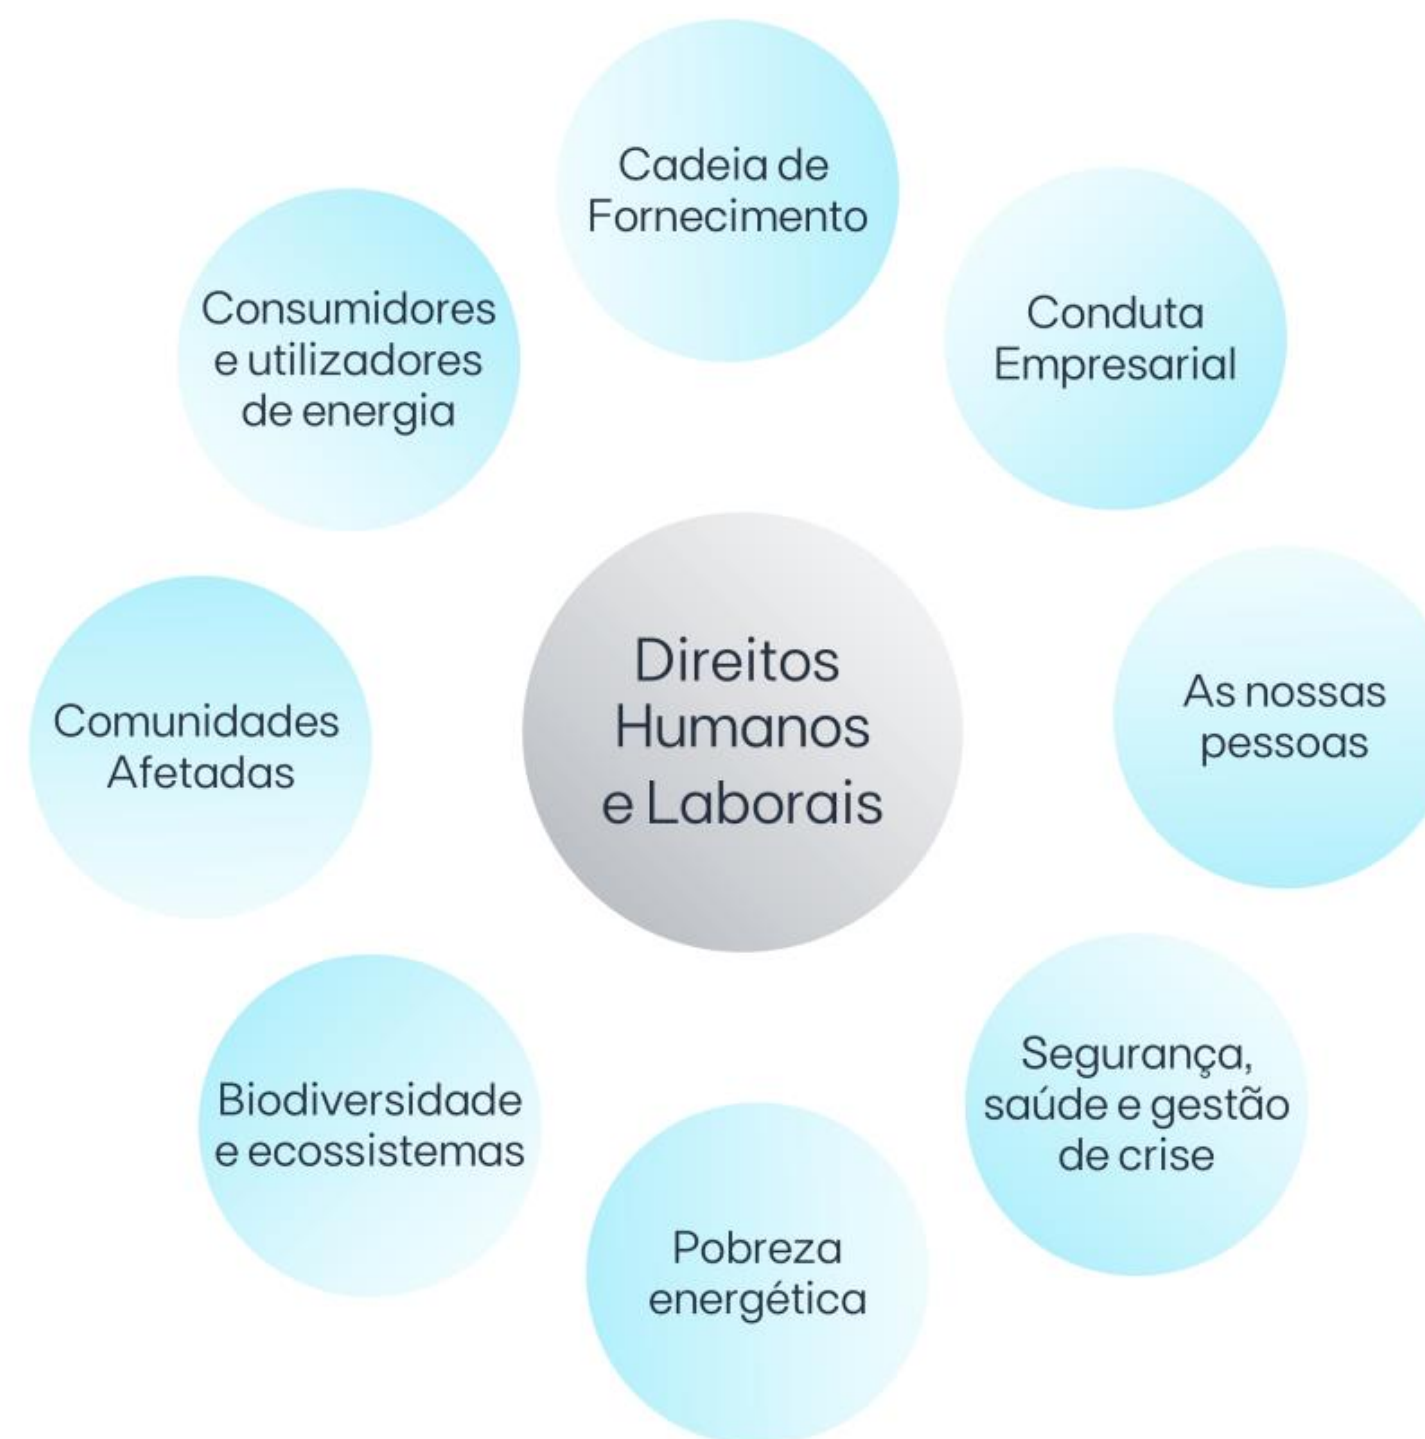 Cadeia de
Fornecimento
Conduta
Empresarial
Consumidores
e utilizadores
de energia
Direitos
Humanos
e Laborais
As nossas
pessoas
Comunidades
Afetadas
Segurança,
saúde e gestão
de crise
Biodiversidade
e ecossistemas
Pobreza
energética